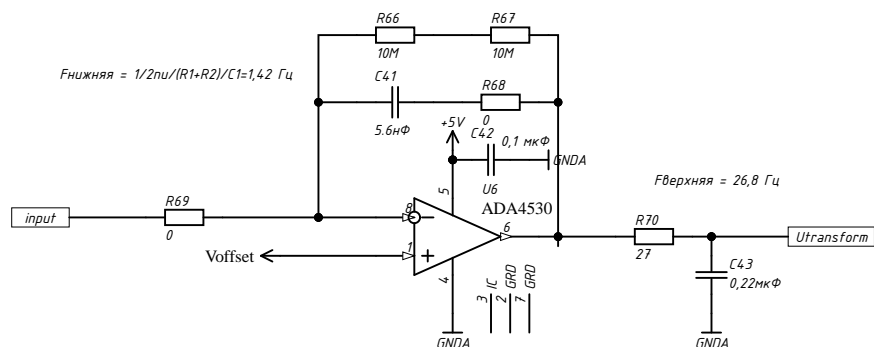 R66
R67
10M
10M
Fнижняя = 1/2пи/(R1+R2)/C1=1,42 Гц
C41
R68
5.6нФ
0
+5V
C42
0,1 мкФ
GNDA
5
U6
ADA4530
Fверхняя = 26,8 Гц
R69
8
input
0
6
R70
Utransform
27
1
Voffset
C43
0,22мкФ
4
3
IC
2
GRD
7
GRD
GNDA
GNDA